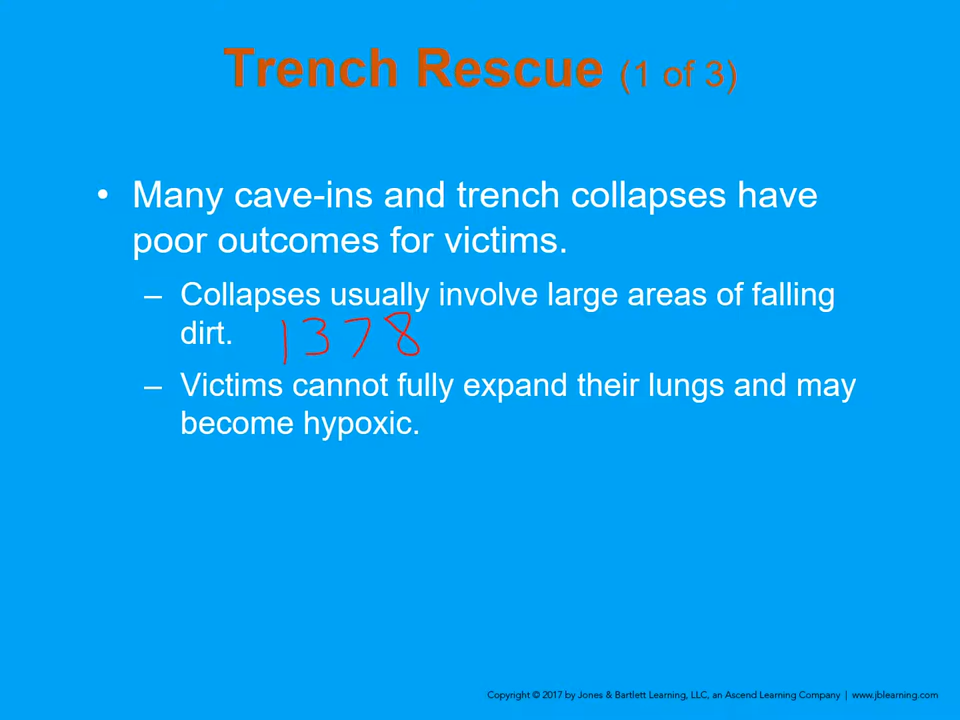 Trench Rescue (1 of 3)
• Many cave-ins and trench collapses have
poor outcomes for victims.
– Collapses usually involve large areas of falling
dirt. 1378
– Victims cannot fully expand their lungs and may
become hypoxic.
Copyright © 2017 by Jones & Bartlett Learning, LLC, an Ascend Learning Company | www.jblearning.com